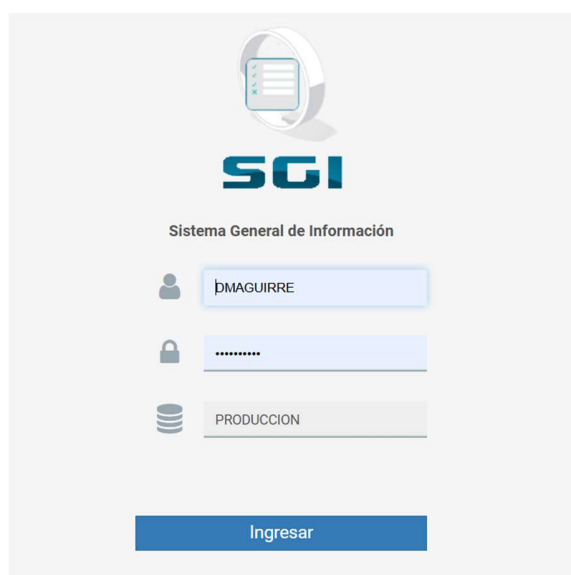 SGI
Sistema General de Información
DMAGUIRRE
••••••••••
PRODUCCION
Ingresar